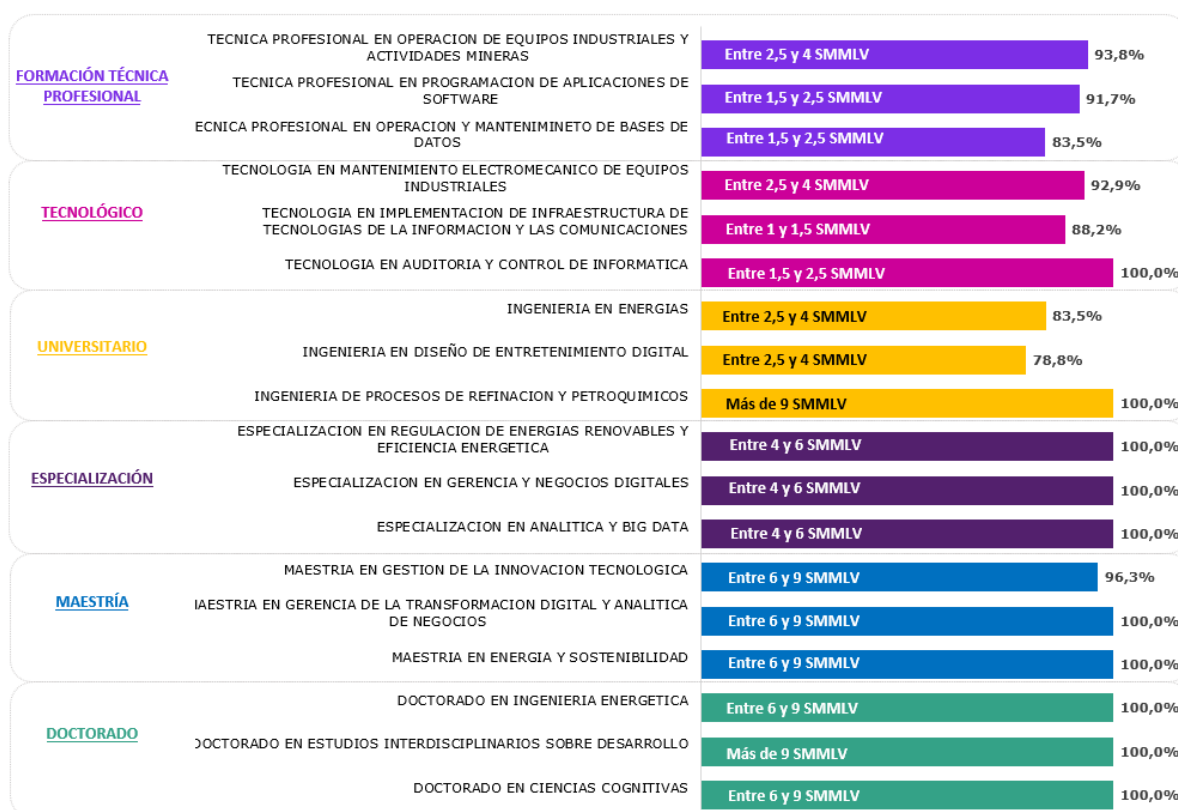 FORMACIÓN TÉCNICA
PROFESIONAL
TECNICA PROFESIONAL EN OPERACION DE EQUIPOS INDUSTRIALES Y
ACTIVIDADES MINERAS
Entre 2,5 y 4 SMMLV
93,8%
TECNICA PROFESIONAL EN PROGRAMACION DE APLICACIONES DE
SOFTWARE
Entre 1,5 y 2,5 SMMLV
91,7%
ECNICA PROFESIONAL EN OPERACION Y MANTENIMINETO DE BASES DE
DATOS
Entre 1,5 y 2,5 SMMLV
83,5%
TECNOLÓGICO
TECNOLOGIA EN MANTENIMIENTO ELECTROMECANICO DE EQUIPOS
INDUSTRIALES
Entre 2,5 y 4 SMMLV
92,9%
TECNOLOGIA EN IMPLEMENTACION DE INFRAESTRUCTURA DE
TECNOLOGIAS DE LA INFORMACION Y LAS COMUNICACIONES
Entre 1 y 1,5 SMMLV
88,2%
TECNOLOGIA EN AUDITORIA Y CONTROL DE INFORMATICA
Entre 1,5 y 2,5 SMMLV
100,0%
UNIVERSITARIO
INGENIERIA EN ENERGIAS
Entre 2,5 y 4 SMMLV
83,5%
INGENIERIA EN DISEÑO DE ENTRETENIMIENTO DIGITAL
Entre 2,5 y 4 SMMLV
78,8%
INGENIERIA DE PROCESOS DE REFINACION Y PETROQUIMICOS
Más de 9 SMMLV
100,0%
ESPECIALIZACIÓN
ESPECIALIZACION EN REGULACION DE ENERGIAS RENOVABLES Y
EFICIENCIA ENERGETICA
Entre 4 y 6 SMMLV
100,0%
ESPECIALIZACION EN GERENCIA Y NEGOCIOS DIGITALES
Entre 4 y 6 SMMLV
100,0%
ESPECIALIZACION EN ANALITICA Y BIG DATA
Entre 4 y 6 SMMLV
100,0%
MAESTRÍA
MAESTRIA EN GESTION DE LA INNOVACION TECNOLOGICA
Entre 6 y 9 SMMLV
96,3%
MAESTRIA EN GERENCIA DE LA TRANSFORMACION DIGITAL Y ANALITICA
DE NEGOCIOS
Entre 6 y 9 SMMLV
100,0%
MAESTRIA EN ENERGIA Y SOSTENIBILIDAD
Entre 6 y 9 SMMLV
100,0%
DOCTORADO
DOCTORADO EN INGENIERIA ENERGETICA
Entre 6 y 9 SMMLV
100,0%
DOCTORADO EN ESTUDIOS INTERDISCIPLINARIOS SOBRE DESARROLLO
Más de 9 SMMLV
100,0%
DOCTORADO EN CIENCIAS COGNITIVAS
Entre 6 y 9 SMMLV
100,0%